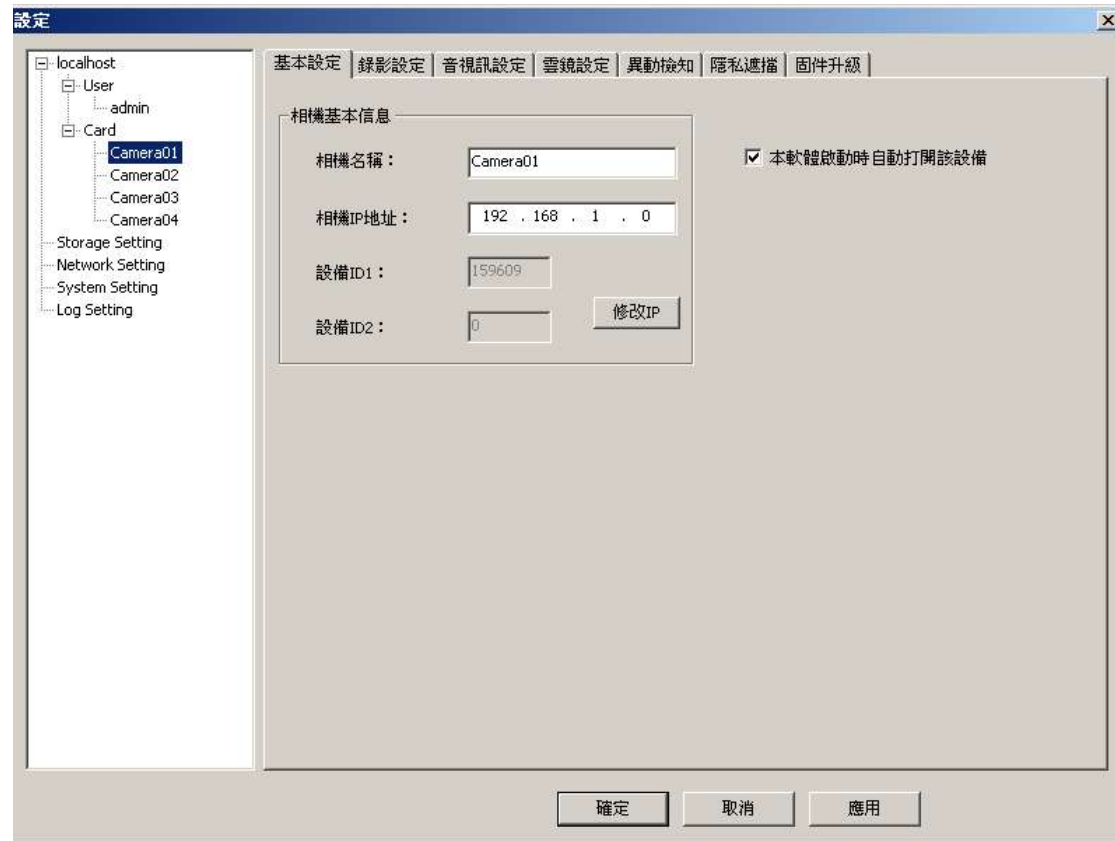 設定
localhost
User
admin
Card
Camera01
Camera02
Camera03
Camera04
Storage Setting
Network Setting
System Setting
Log Setting
基本設定 錄影設定 音視訊設定 雲鏡設定 異動檢知 隱私遮擋 固件升級
相機基本信息
相機名稱： Camera01
本軟體啟動時自動打開該設備
相機IP地址： 192 . 168 . 1 . 0
設備ID1： 159609
設備ID2： 0
修改IP
確定 取消 應用